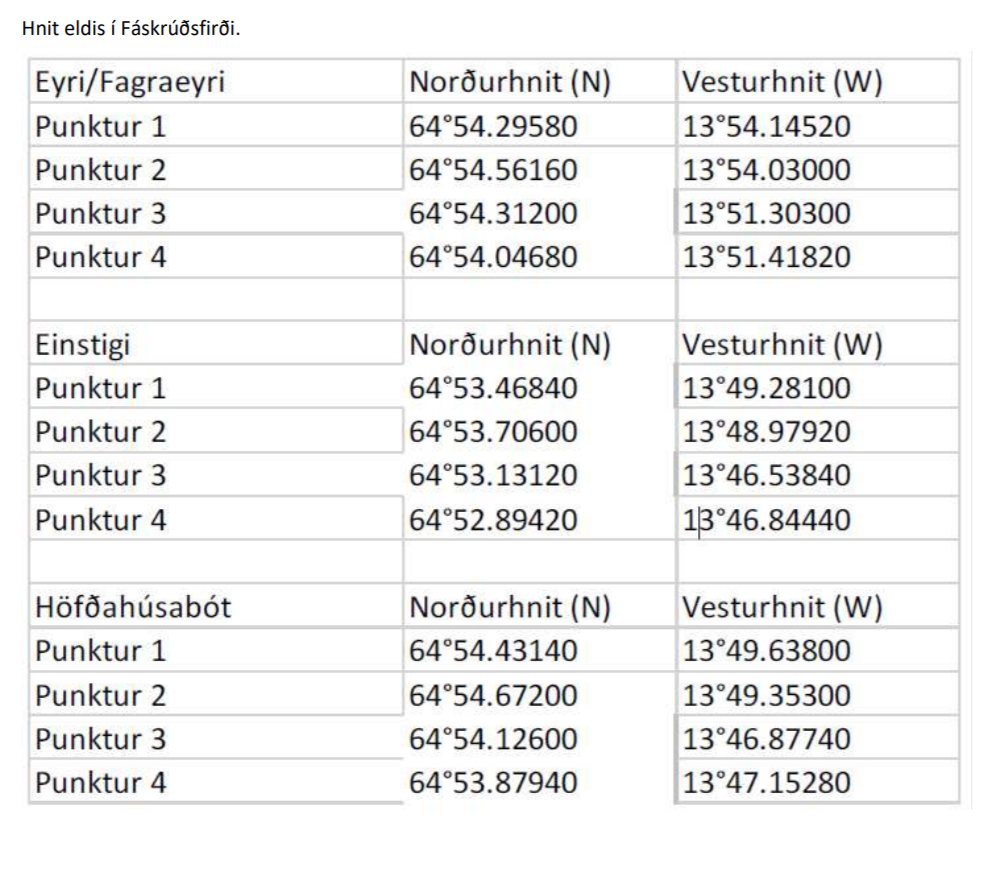 Hnit eldis í Fáskrúðsfirði.
Eyri/Fagraeyri Norðurhnit (N) Vesturhnit (W)
Punktur 1 64°54.29580 13°54.14520
Punktur 2 64°54.56160 13°54.03000
Punktur 3 64°54.31200 13°51.30300
Punktur 4 64°54.04680 13°51.41820
Einstigi Norðurhnit (N) Vesturhnit (W)
Punktur 1 64°53.46840 13°49.28100
Punktur 2 64°53.70600 13°48.97920
Punktur 3 64°53.13120 13°46.53840
Punktur 4 64°52.89420 13°46.84440
Höfðahúsabót Norðurhnit (N) Vesturhnit (W)
Punktur 1 64°54.43140 13°49.63800
Punktur 2 64°54.67200 13°49.35300
Punktur 3 64°54.12600 13°46.87740
Punktur 4 64°53.87940 13°47.15280